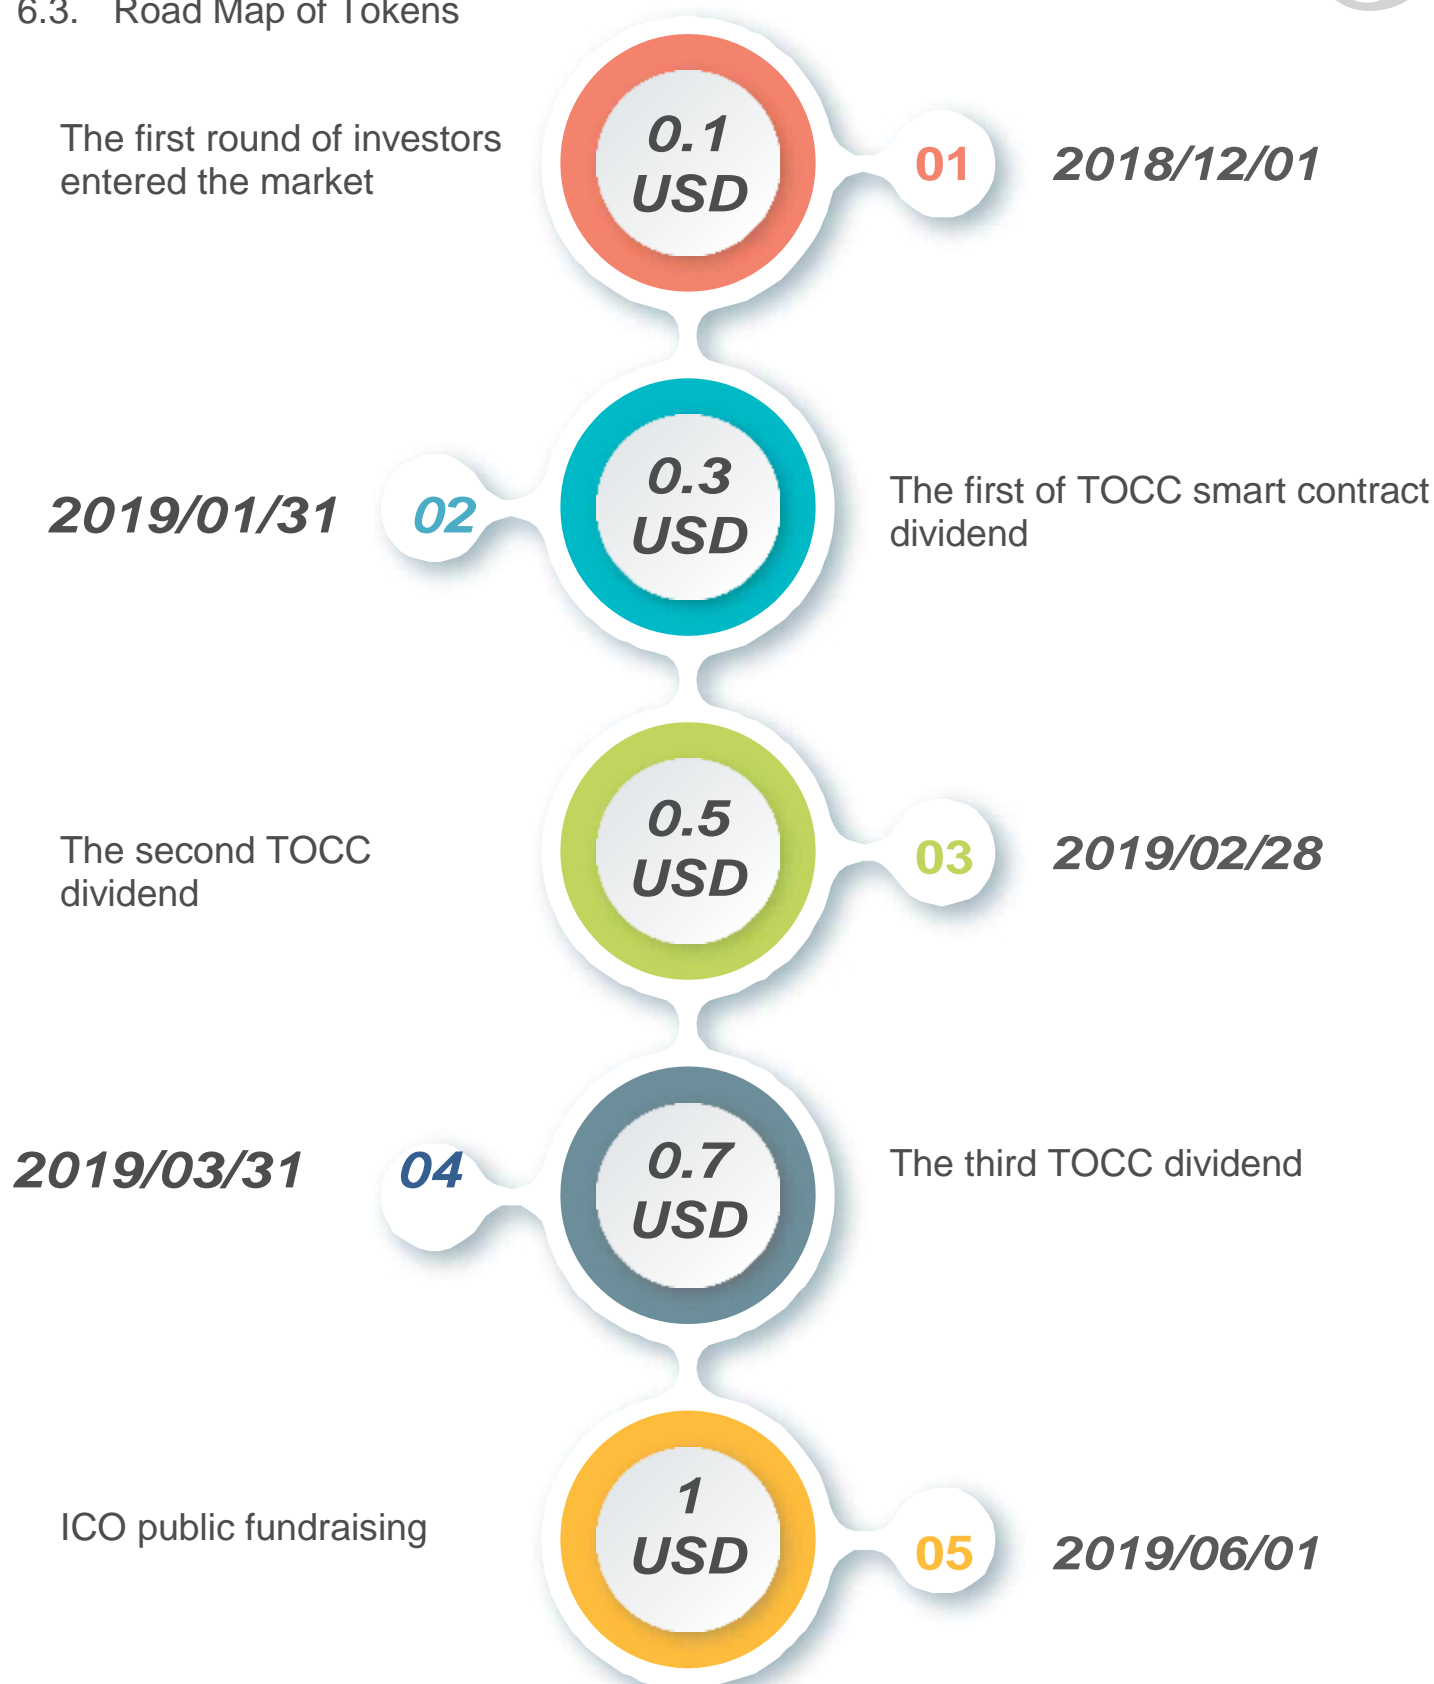 6.3. Road Map of Tokens
The first round of investors
entered the market
0.1
USD
01
2018/12/01
2019/01/31
02
0.3
USD
The first of TOCC smart contract
dividend
The second TOCC
dividend
0.5
USD
03
2019/02/28
2019/03/31
04
0.7
USD
The third TOCC dividend
ICO public fundraising
1
USD
05
2019/06/01